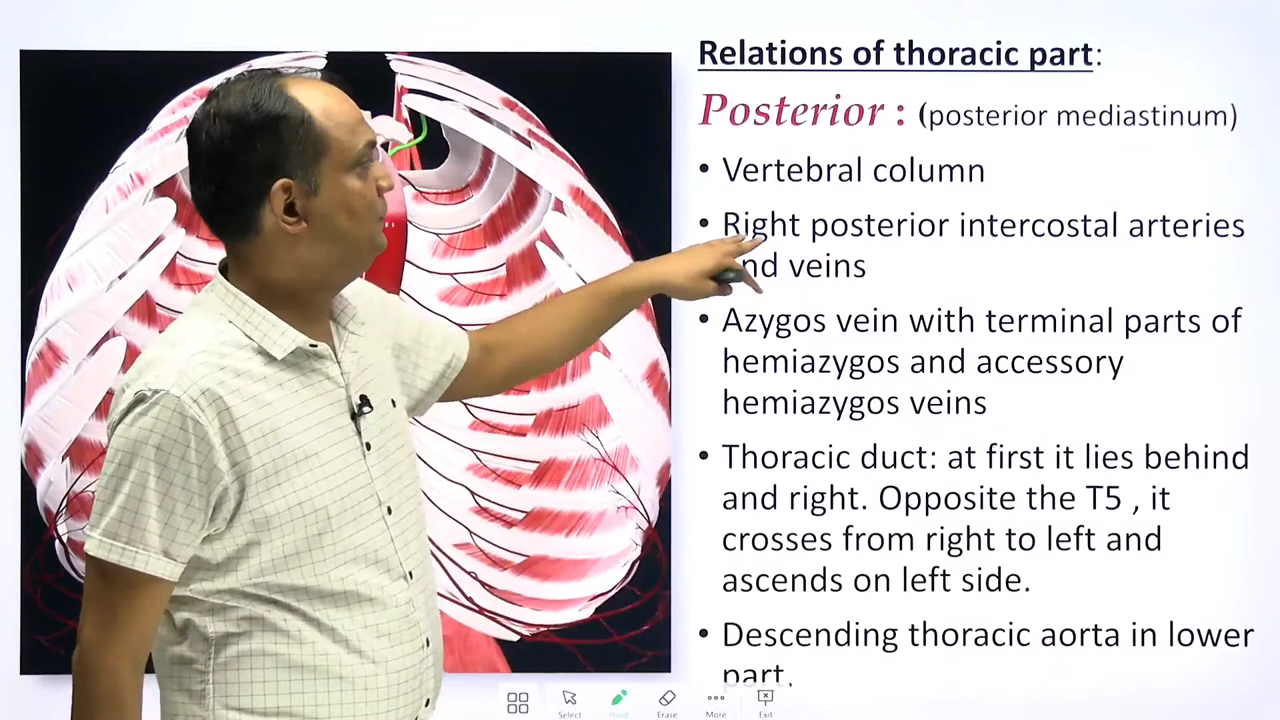 Relations of thoracic part:
Posterior : (posterior mediastinum)
• Vertebral column
• Right posterior intercostal arteries
and veins
• Azygos vein with terminal parts of
hemiazygos and accessory
hemiazygos veins
• Thoracic duct: at first it lies behind
and right. Opposite the T5 , it
crosses from right to left and
ascends on left side.
• Descending thoracic aorta in lower
part.
Select
Erase
More
Exit